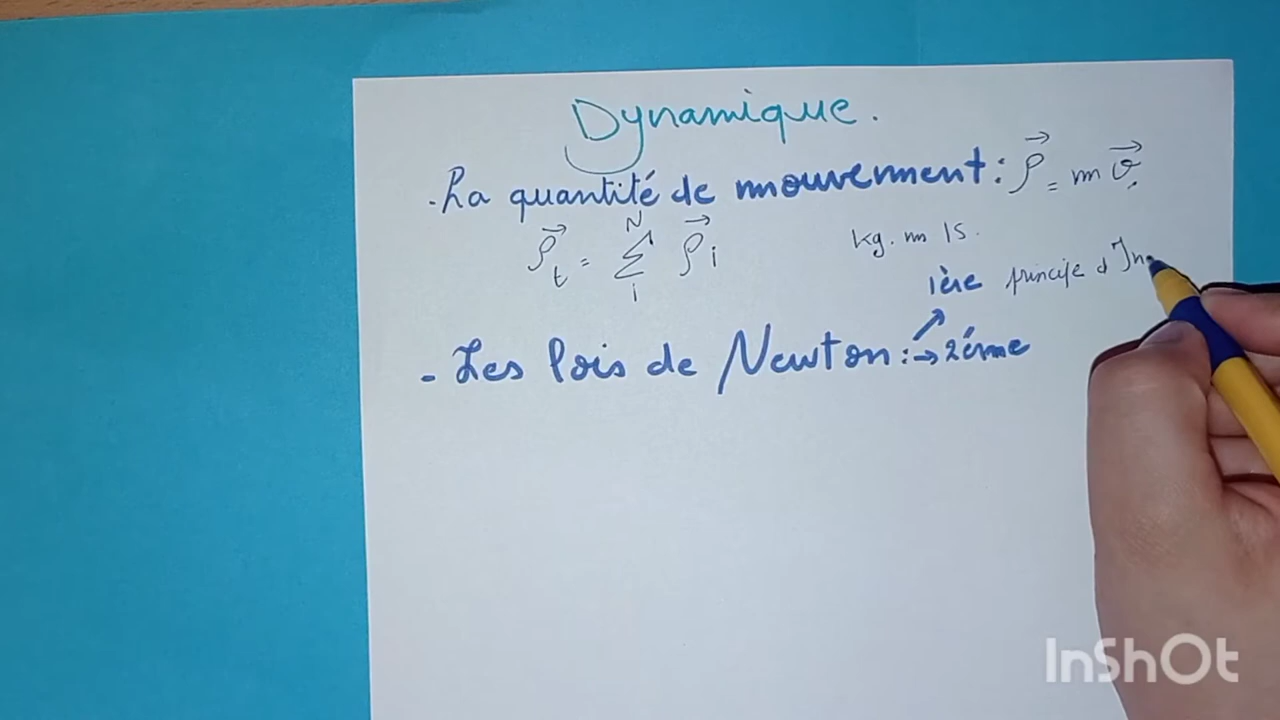 Dynamique.
. La quantité de mouvement : p⃗ = m v⃗.
p⃗t = Σ(i→N) p⃗i kg. m/s.
1ère principe d'In
- Les lois de Newton : → 2ème
InShOt